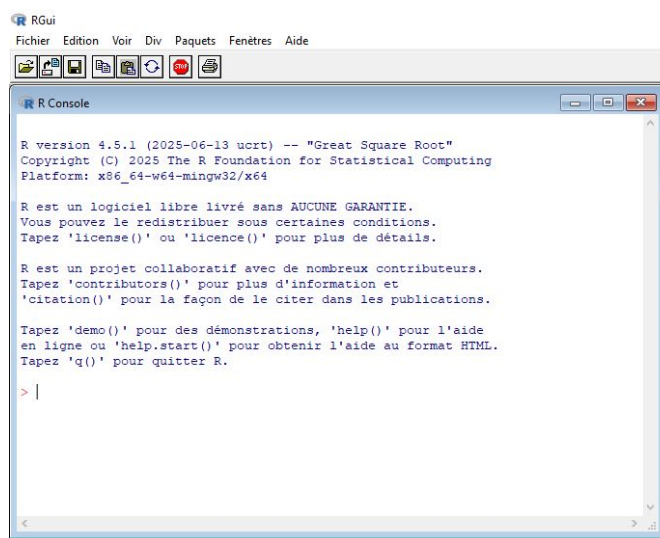 RGui
Fichier Edition Voir Div Paquets Fenêtres Aide
STOP
R Console
R version 4.5.1 (2025-06-13 ucrt) -- "Great Square Root"
Copyright (C) 2025 The R Foundation for Statistical Computing
Platform: x86_64-w64-mingw32/x64
R est un logiciel libre livré sans AUCUNE GARANTIE.
Vous pouvez le redistribuer sous certaines conditions.
Tapez 'license()' ou 'licence()' pour plus de détails.
R est un projet collaboratif avec de nombreux contributeurs.
Tapez 'contributors()' pour plus d'information et
'citation()' pour la façon de le citer dans les publications.
Tapez 'demo()' pour des démonstrations, 'help()' pour l'aide
en ligne ou 'help.start()' pour obtenir l'aide au format HTML.
Tapez 'q()' pour quitter R.
>